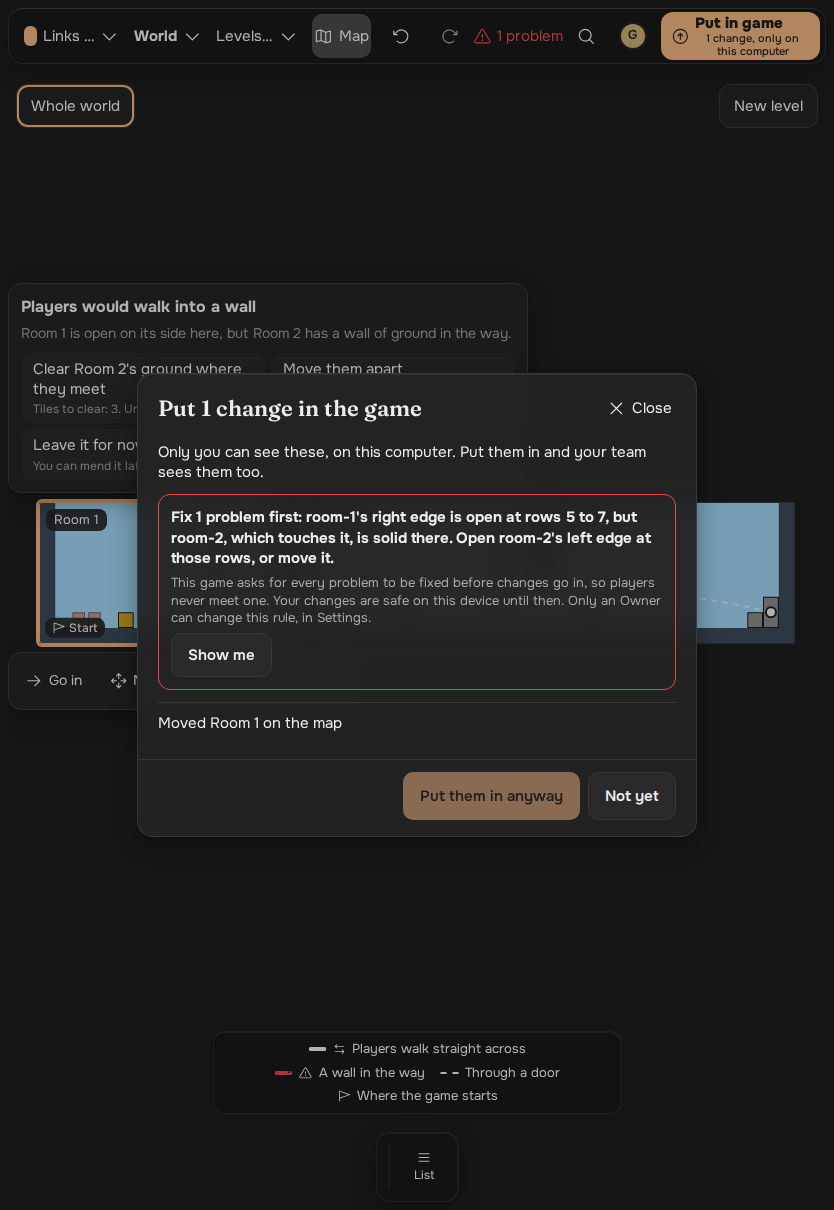 Links ...
World
Levels...
Map
1 problem
G
Put in game
1 change, only on
this computer
Whole world
New level
Players would walk into a wall
Room 1 is open on its side here, but Room 2 has a wall of ground in the way.
Clear Room 2's ground where
they meet
Tiles to clear: 3.
Move them apart
Leave it for
You can mend it
Put 1 change in the game
Close
Only you can see these, on this computer. Put them in and your team
sees them too.
Fix 1 problem first: room-1's right edge is open at rows 5 to 7, but
room-2, which touches it, is solid there. Open room-2's left edge at
those rows, or move it.
This game asks for every problem to be fixed before changes go in, so players
never meet one. Your changes are safe on this device until then. Only an Owner
can change this rule, in Settings.
Show me
Room 1
Start
Go in
Moved Room 1 on the map
Put them in anyway
Not yet
Players walk straight across
A wall in the way
Through a door
Where the game starts
List